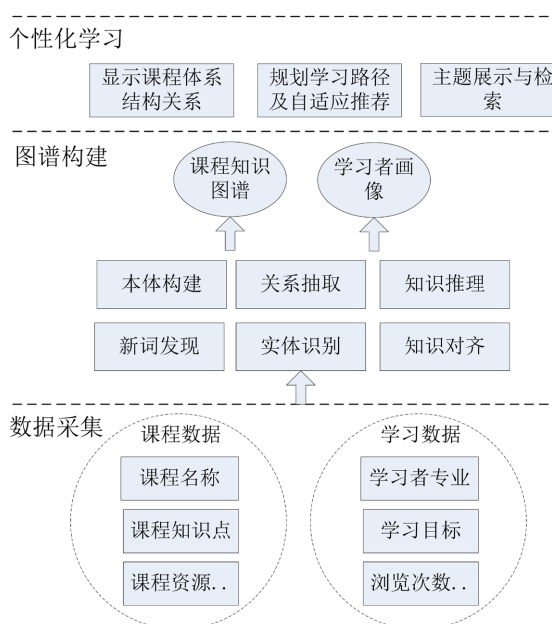 个性化学习
显示课程体系
结构关系
规划学习路径
及自适应推荐
主题展示与检
索
图谱构建
课程知识
图谱
学习者画
像
本体构建
关系抽取
知识推理
新词发现
实体识别
知识对齐
数据采集
课程数据
学习数据
课程名称
学习者专业
课程知识点
学习目标
课程资源..
浏览次数..